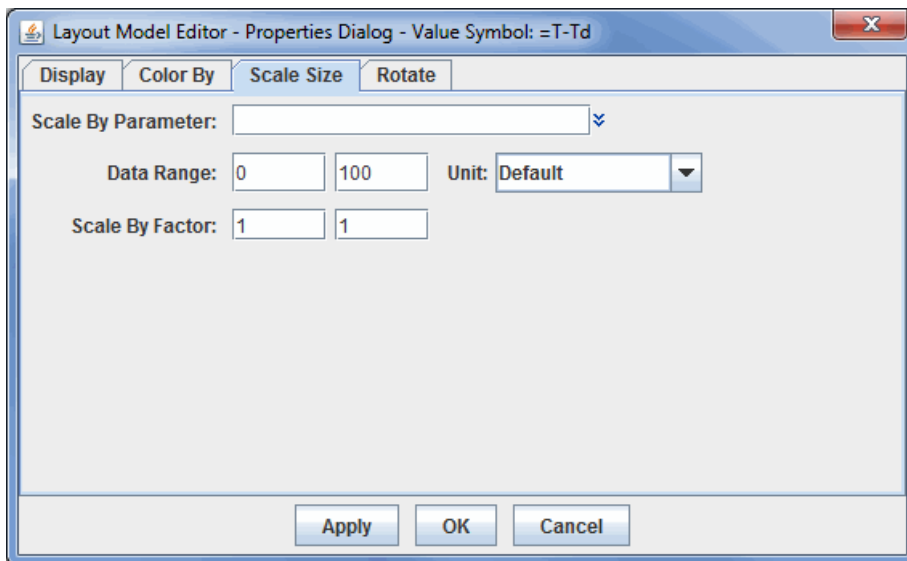 Layout Model Editor - Properties Dialog - Value Symbol: =T-Td
Display Color By Scale Size Rotate
Scale By Parameter:
Data Range: 0 100 Unit: Default
Scale By Factor: 1 1
Apply OK Cancel